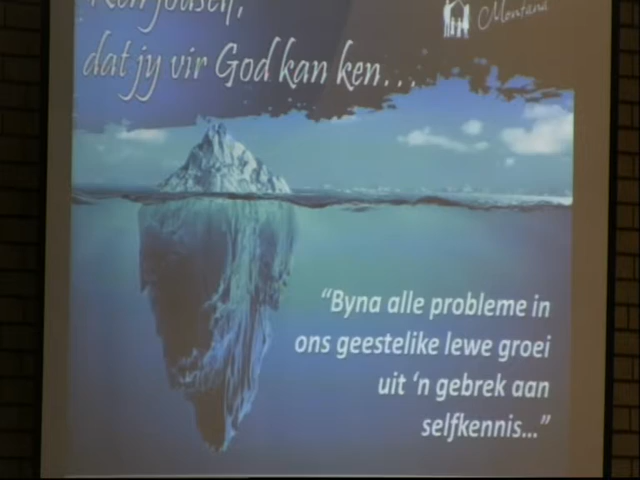 Ken jouself,
dat jy vir God kan ken...
Montana
“Byna alle probleme in
ons geestelike lewe groei
uit ‘n gebrek aan
selfkennis...”